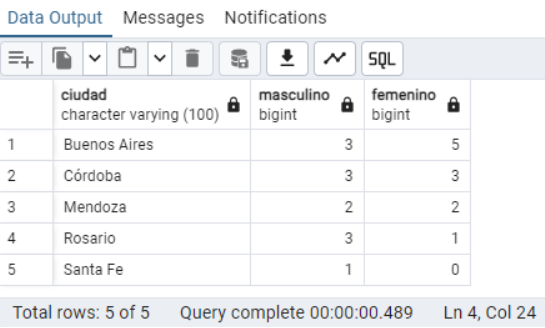 Data Output Messages Notifications
SQL
ciudad masculino femenino
character varying (100) bigint bigint
1 Buenos Aires 3 5
2 Córdoba 3 3
3 Mendoza 2 2
4 Rosario 3 1
5 Santa Fe 1 0
Total rows: 5 of 5 Query complete 00:00:00.489 Ln 4, Col 24